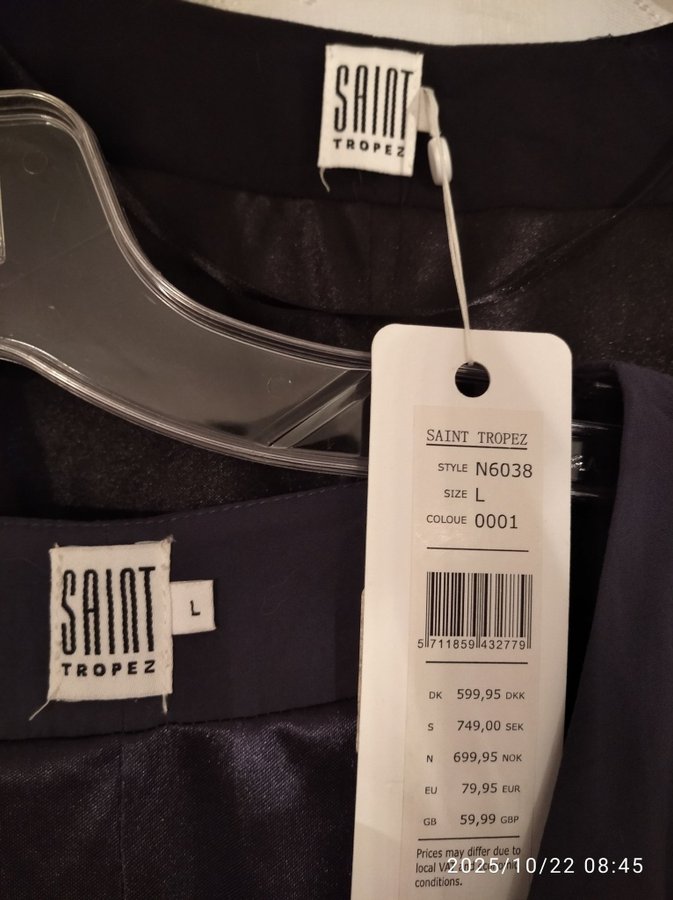 SAINT
TROPEZ
SAINT TROPEZ
STYLE N6038
SIZE L
COLOUE 0001
5 711859 432779
DK 599,95 DKK
S 749,00 SEK
N 699,95 NOK
EU 79,95 EUR
GB 59,99 GBP
Prices may differ due to
local VAT and economic
conditions.
SAINT
TROPEZ
L
2025/10/22 08:45